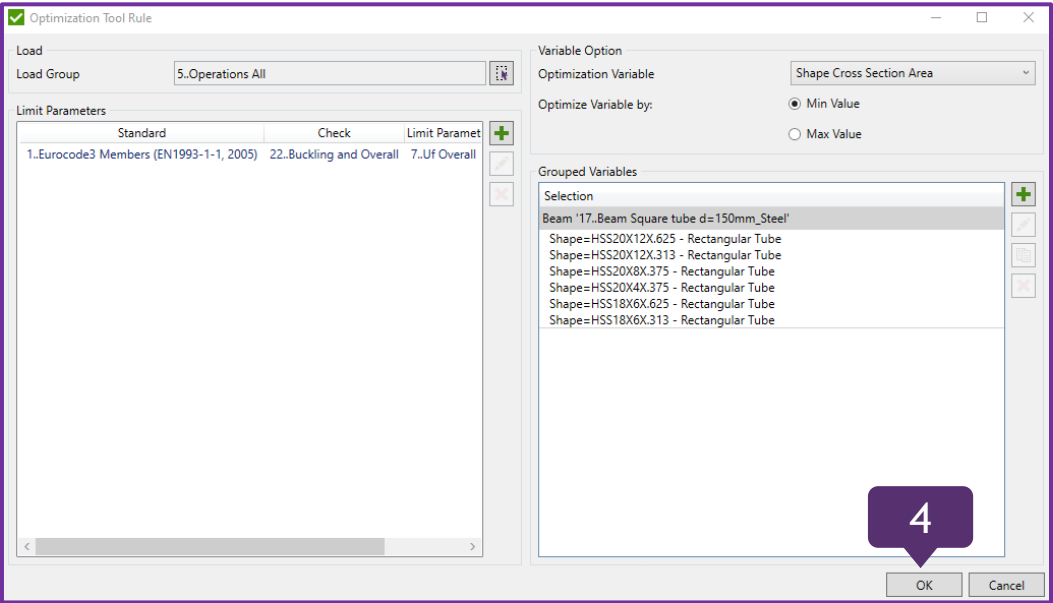 Optimization Tool Rule
Load
Load Group 5..Operations All
Limit Parameters
Standard Check Limit Paramet
1..Eurocode3 Members (EN1993-1-1, 2005) 22..Buckling and Overall 7..Uf Overall
Variable Option
Optimization Variable Shape Cross Section Area
Optimize Variable by: Min Value
Max Value
Grouped Variables
Selection
Beam '17..Beam Square tube d=150mm_Steel'
Shape=HSS20X12X.625 - Rectangular Tube
Shape=HSS20X12X.313 - Rectangular Tube
Shape=HSS20X8X.375 - Rectangular Tube
Shape=HSS20X4X.375 - Rectangular Tube
Shape=HSS18X6X.625 - Rectangular Tube
Shape=HSS18X6X.313 - Rectangular Tube
4
OK Cancel